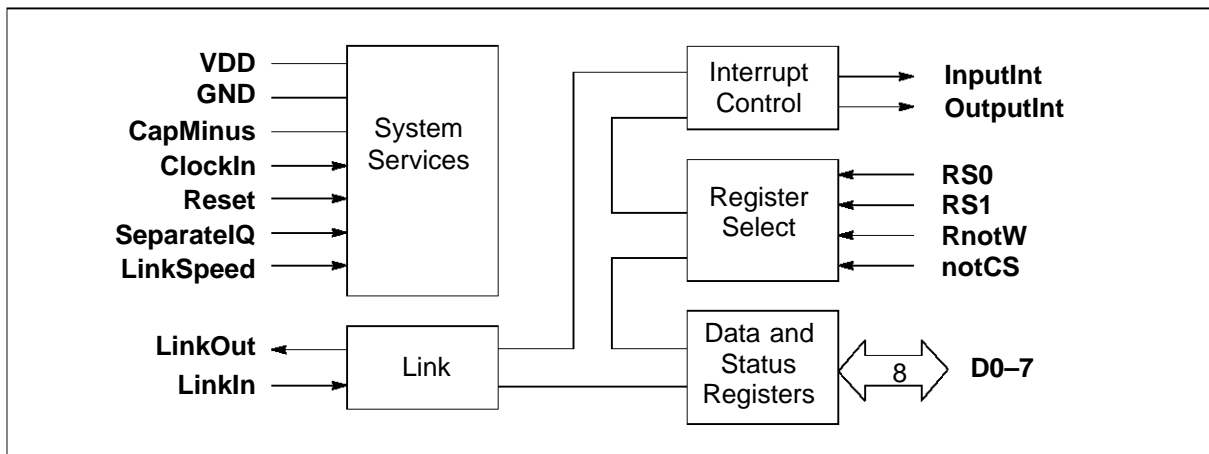 VDD
GND
CapMinus
ClockIn
Reset
SeparateIQ
LinkSpeed
System
Services
LinkOut
LinkIn
Link
Interrupt
Control
InputInt
OutputInt
Register
Select
RS0
RS1
RnotW
notCS
Data and
Status
Registers
8
D0–7